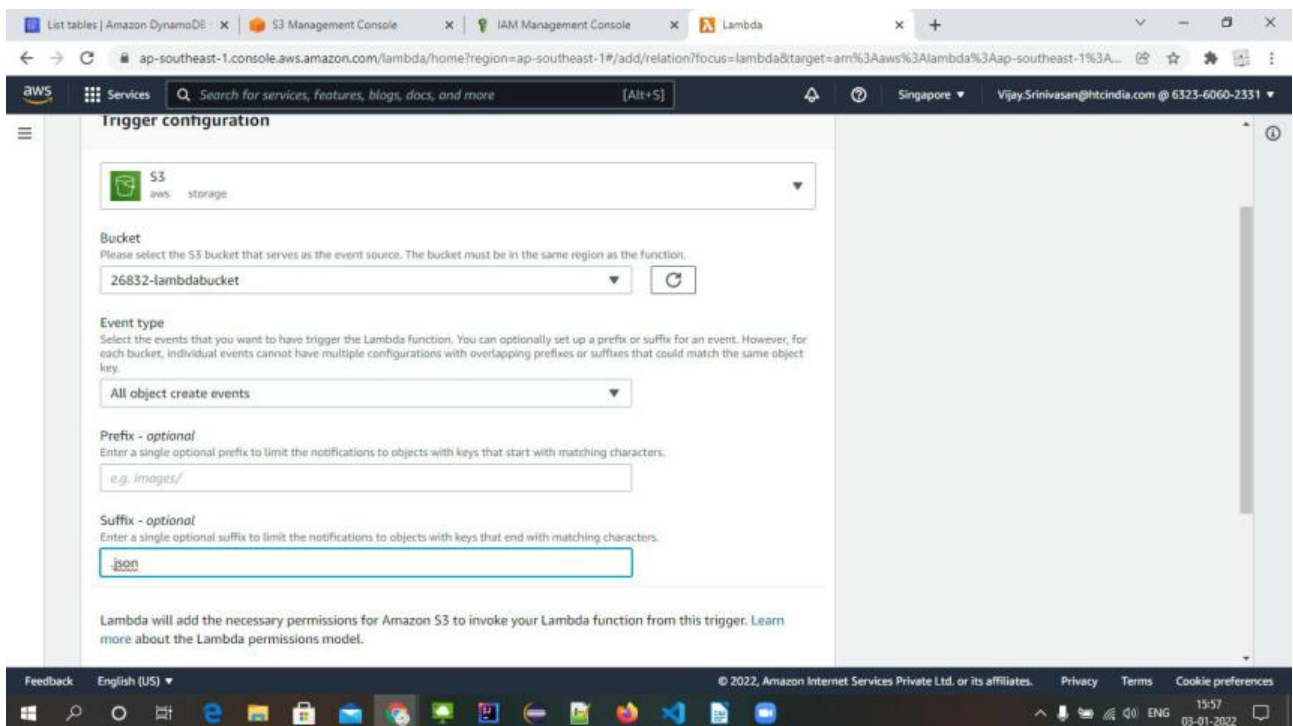 List tables | Amazon DynamoDB
S3 Management Console
IAM Management Console
Lambda
ap-southeast-1.console.aws.amazon.com/lambda/home?region=ap-southeast-1#/add/relation?focus=lambda&target=arn%3Aaws%3Alambda%3Aap-southeast-1%3A...
aws
Services
Search for services, features, blogs, docs, and more
[Alt+S]
Singapore
Vijay.Srinivasan@htcindia.com @ 6323-6060-2331
Trigger configuration
S3
aws storage
Bucket
Please select the S3 bucket that serves as the event source. The bucket must be in the same region as the function.
26832-lambdabucket
Event type
Select the events that you want to have trigger the Lambda function. You can optionally set up a prefix or suffix for an event. However, for
each bucket, individual events cannot have multiple configurations with overlapping prefixes or suffixes that could match the same object
key.
All object create events
Prefix - optional
Enter a single optional prefix to limit the notifications to objects with keys that start with matching characters.
e.g. images/
Suffix - optional
Enter a single optional suffix to limit the notifications to objects with keys that end with matching characters.
.json
Lambda will add the necessary permissions for Amazon S3 to invoke your Lambda function from this trigger. Learn
more about the Lambda permissions model.
Feedback
English (US)
© 2022, Amazon Internet Services Private Ltd. or its affiliates.
Privacy
Terms
Cookie preferences
ENG
15:57
03-01-2022